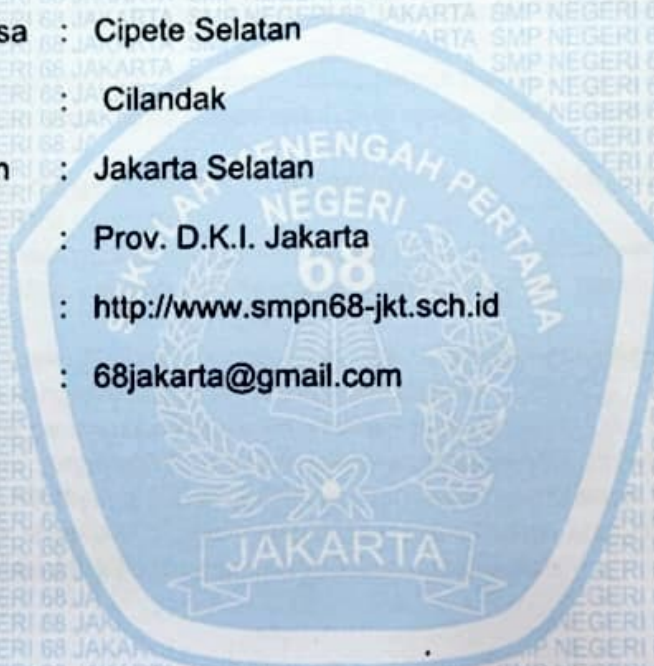 sa : Cipete Selatan
: Cilandak
: Jakarta Selatan
: Prov. D.K.I. Jakarta
: http://www.smpn68-jkt.sch.id
: 68jakarta@gmail.com
SEKOLAH MENENGAH PERTAMA
NEGERI
68
JAKARTA